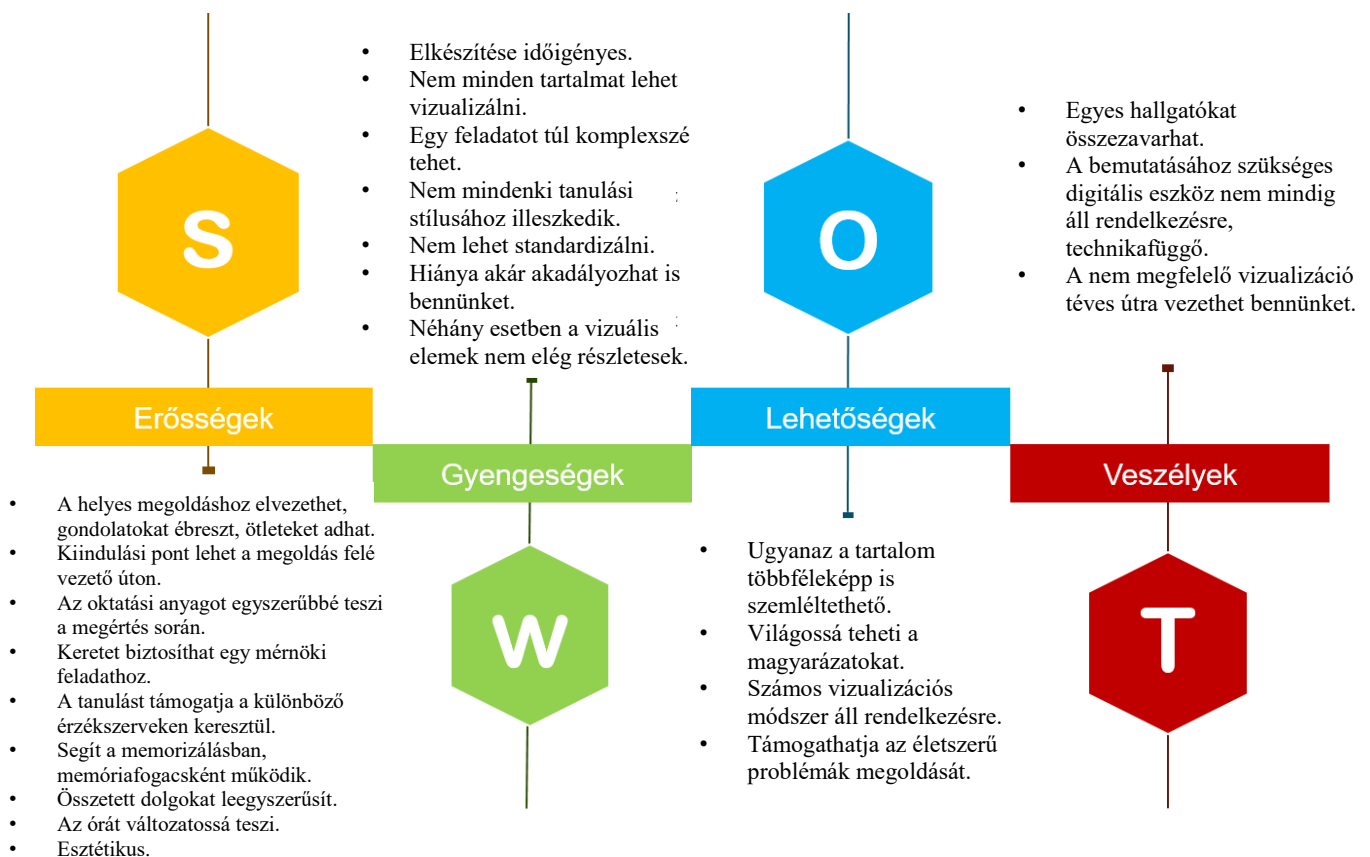 S
Erősségek
• A helyes megoldáshoz elvezethet,
gondolatokat ébreszt, ötleteket adhat.
• Kiindulási pont lehet a megoldás felé
vezető úton.
• Az oktatási anyagot egyszerűbbé teszi
a megértés során.
• Keretet biztosíthat egy mérnöki
feladathoz.
• A tanulást támogatja a különböző
érzékszerveken keresztül.
• Segít a memorizálásban,
memóriafogacsként működik.
• Összetett dolgokat leegyszerűsít.
• Az órát változatossá teszi.
• Esztétikus.
• Elkészítése időigényes.
• Nem minden tartalmat lehet
vizualizálni.
• Egy feladatot túl komplexszé
tehet.
• Nem mindenki tanulási
stílusához illeszkedik.
• Nem lehet standardizálni.
• Hiánya akár akadályozhat is
bennünket.
• Néhány esetben a vizuális
elemek nem elég részletesek.
Gyengeségek
W
O
Lehetőségek
• Ugyanaz a tartalom
többféleképp is
szemléltethető.
• Világossá teheti a
magyarázatokat.
• Számos vizualizációs
módszer áll rendelkezésre.
• Támogathatja az életszerű
problémák megoldását.
• Egyes hallgatókat
összezavarhat.
• A bemutatásához szükséges
digitális eszköz nem mindig
áll rendelkezésre,
technikafüggő.
• A nem megfelelő vizualizáció
téves útra vezethet bennünket.
Veszélyek
T